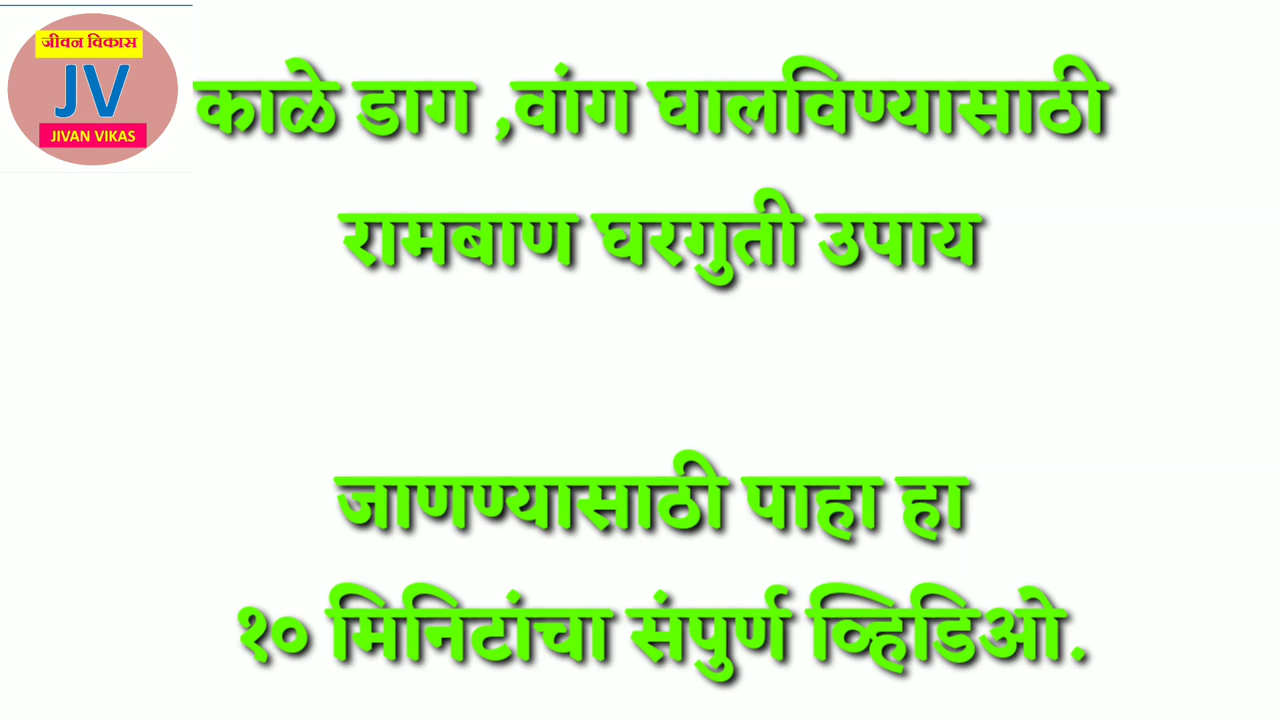 जीवन विकास
JV
JIVAN VIKAS
काळे डाग ,वांग घालविण्यासाठी
रामबाण घरगुती उपाय
जाणण्यासाठी पाहा हा
१० मिनिटांचा संपुर्ण व्हिडिओ.